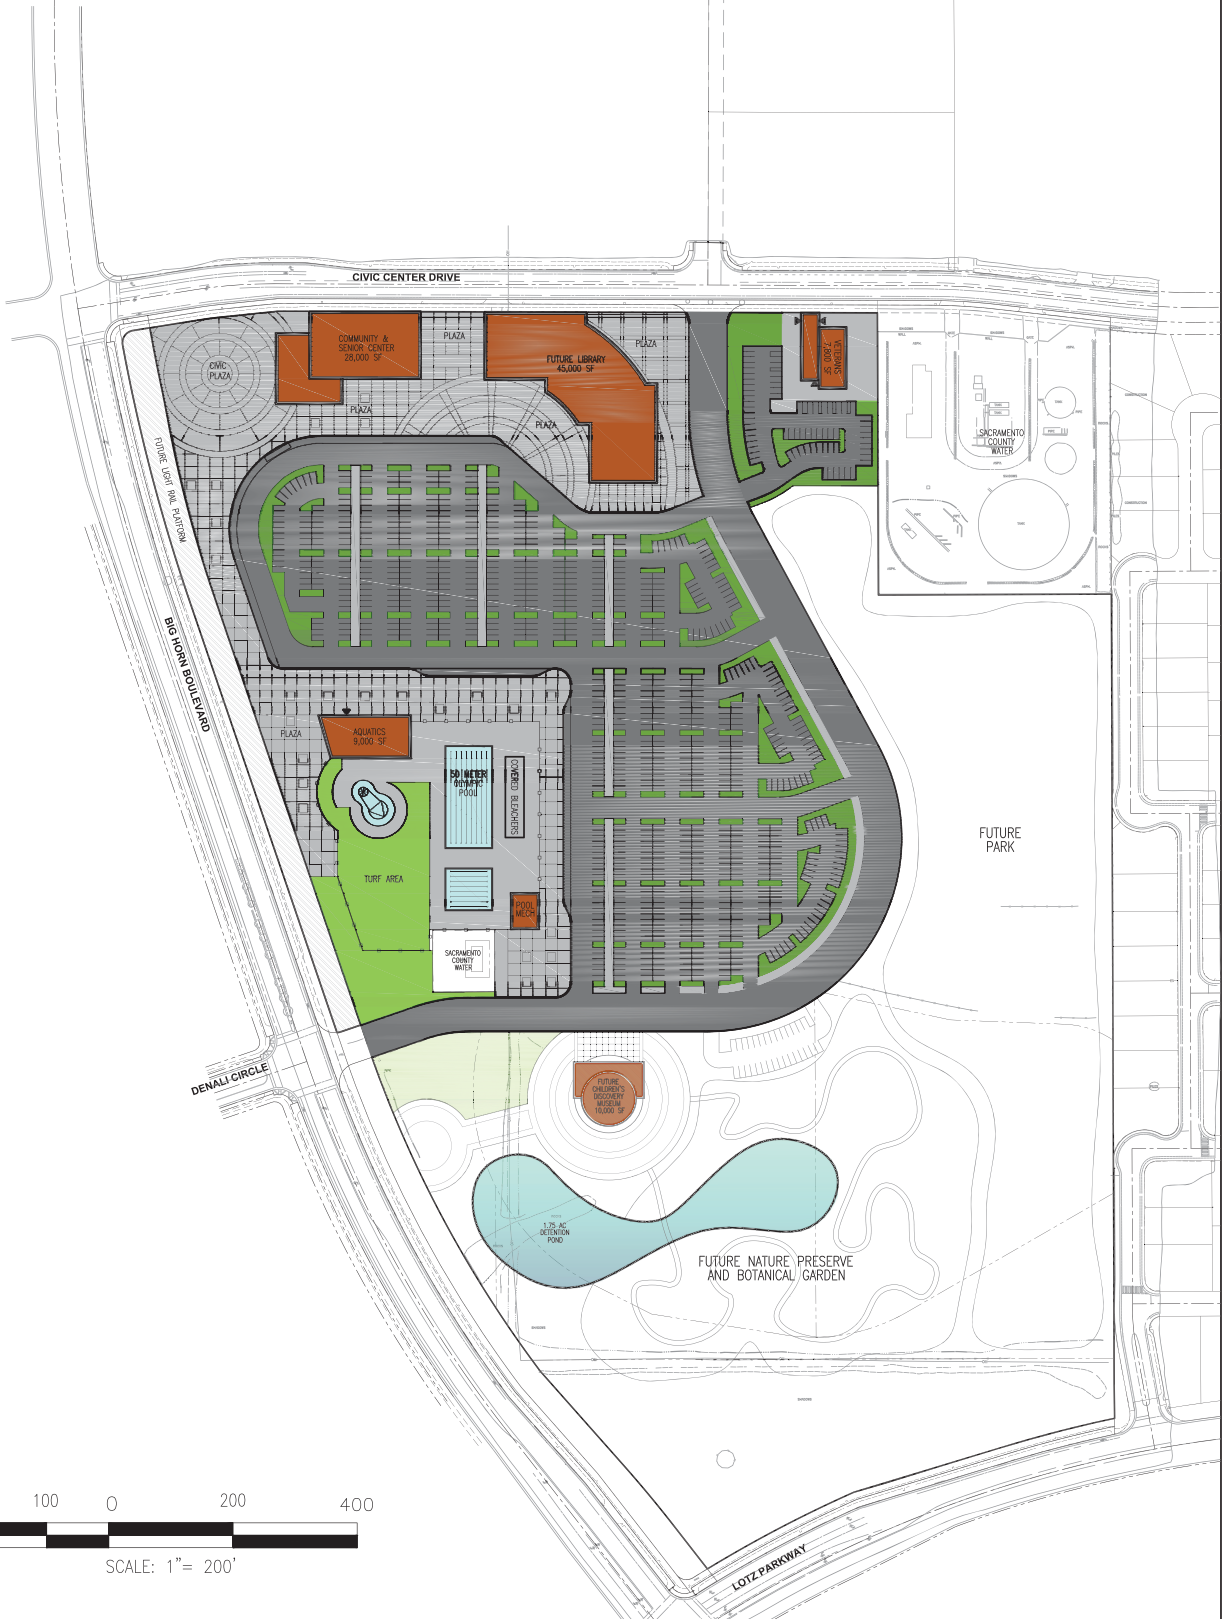 CIVIC CENTER DRIVE
COMMUNITY &
SENIOR CENTER
28,000 SF
PLAZA
FUTURE LIBRARY
45,000 SF
PLAZA
VETERANS
7,800 SF
CIVIC
PLAZA
PLAZA
PLAZA
SACRAMENTO
COUNTY
WATER
FUTURE LIGHT RAIL PLATFORM
BIG HORN BOULEVARD
PLAZA
AQUATICS
9,000 SF
50 METER
OLYMPIC
POOL
COVERED BLEACHERS
TURF AREA
POOL
MECH
SACRAMENTO
COUNTY
WATER
FUTURE
PARK
DENALI CIRCLE
FUTURE
CHILDREN'S
DISCOVERY
MUSEUM
10,000 SF
1.75 AC
DETENTION
POND
FUTURE NATURE PRESERVE
AND BOTANICAL GARDEN
LOTZ PARKWAY
100 0 200 400
SCALE: 1"= 200'